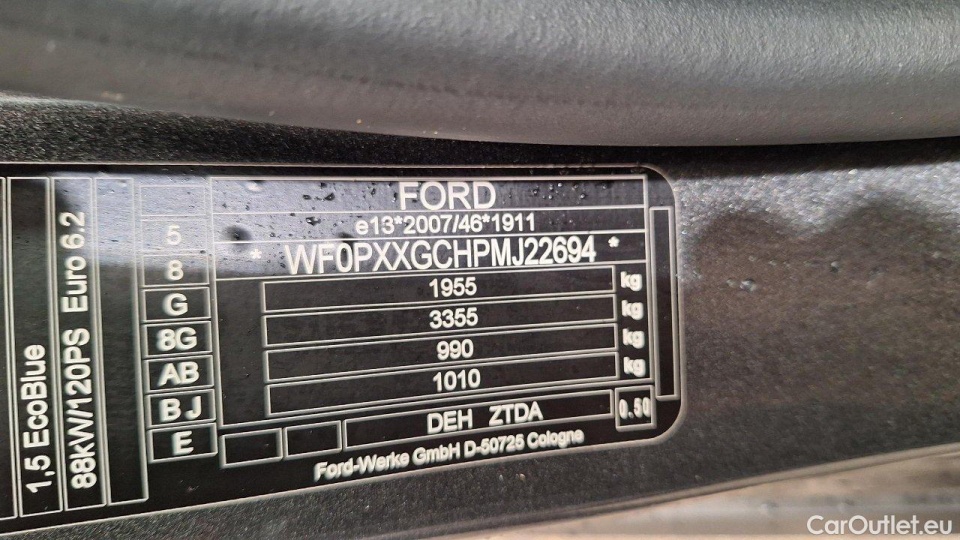 FORD
e13*2007/46*1911
* WF0PXXGCHPMJ22694 *
1955 kg
3355 kg
990 kg
1010 kg
DEH ZTDA
0.50
Ford-Werke GmbH D-50725 Cologne
5
8
G
8G
AB
BJ
E
1,5 EcoBlue
88kW/120PS Euro 6.2
CarOutlet.eu